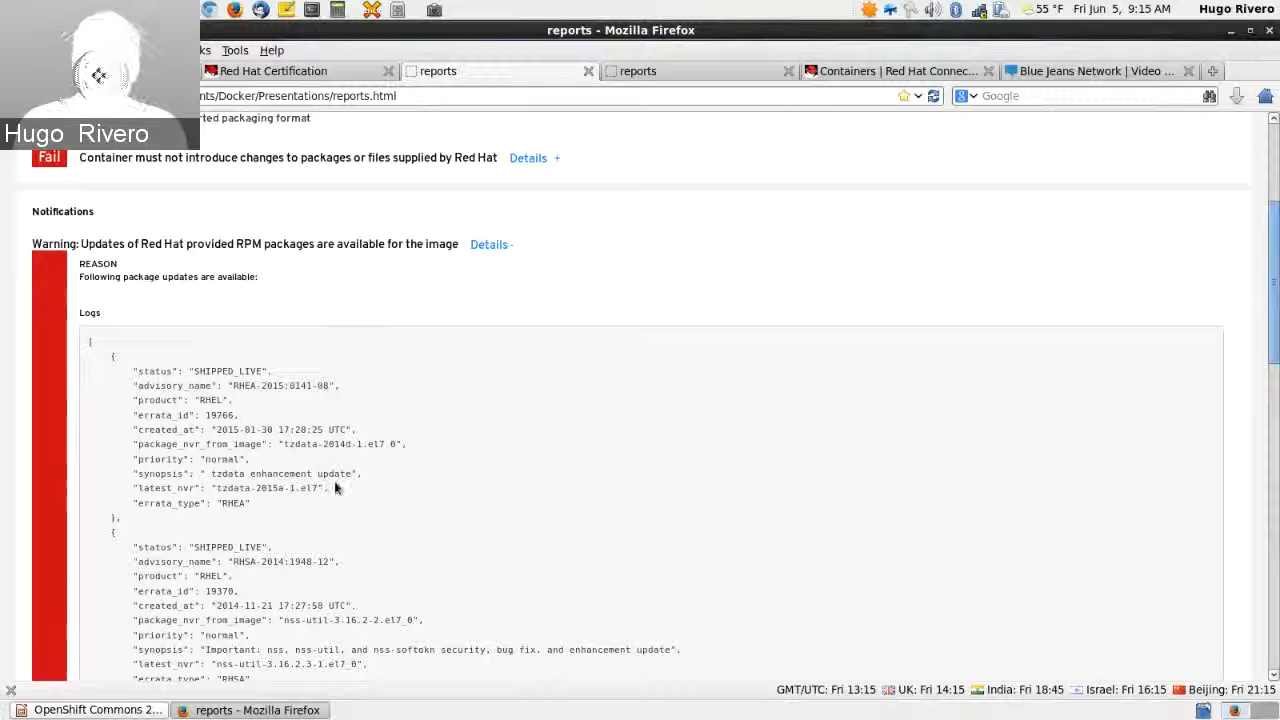 55 °F Fri Jun 5, 9:15 AM Hugo Rivero
reports - Mozilla Firefox
ks Tools Help
Red Hat Certification reports reports Containers | Red Hat Connec... Blue Jeans Network | Video ...
nts/Docker/Presentations/reports.html Google
Hugo Rivero
rted packaging format
Fail Container must not introduce changes to packages or files supplied by Red Hat Details +
Notifications
Warning: Updates of Red Hat provided RPM packages are available for the image Details -
REASON
Following package updates are available:
Logs
[
{
"status": "SHIPPED_LIVE",
"advisory_name": "RHEA-2015:0141-08",
"product": "RHEL",
"errata_id": 19766,
"created_at": "2015-01-30 17:28:25 UTC",
"package_nvr_from_image": "tzdata-2014d-1.el7_0",
"priority": "normal",
"synopsis": " tzdata enhancement update",
"latest_nvr": "tzdata-2015a-1.el7",
"errata_type": "RHEA"
},
{
"status": "SHIPPED_LIVE",
"advisory_name": "RHSA-2014:1948-12",
"product": "RHEL",
"errata_id": 19370,
"created_at": "2014-11-21 17:27:58 UTC",
"package_nvr_from_image": "nss-util-3.16.2-2.el7_0",
"priority": "normal",
"synopsis": "Important: nss, nss-util, and nss-softokn security, bug fix, and enhancement update",
"latest_nvr": "nss-util-3.16.2.3-1.el7_0",
"errata_type": "RHSA"
GMT/UTC: Fri 13:15 UK: Fri 14:15 India: Fri 18:45 Israel: Fri 16:15 Beijing: Fri 21:15
OpenShift Commons 2... reports - Mozilla Firefox